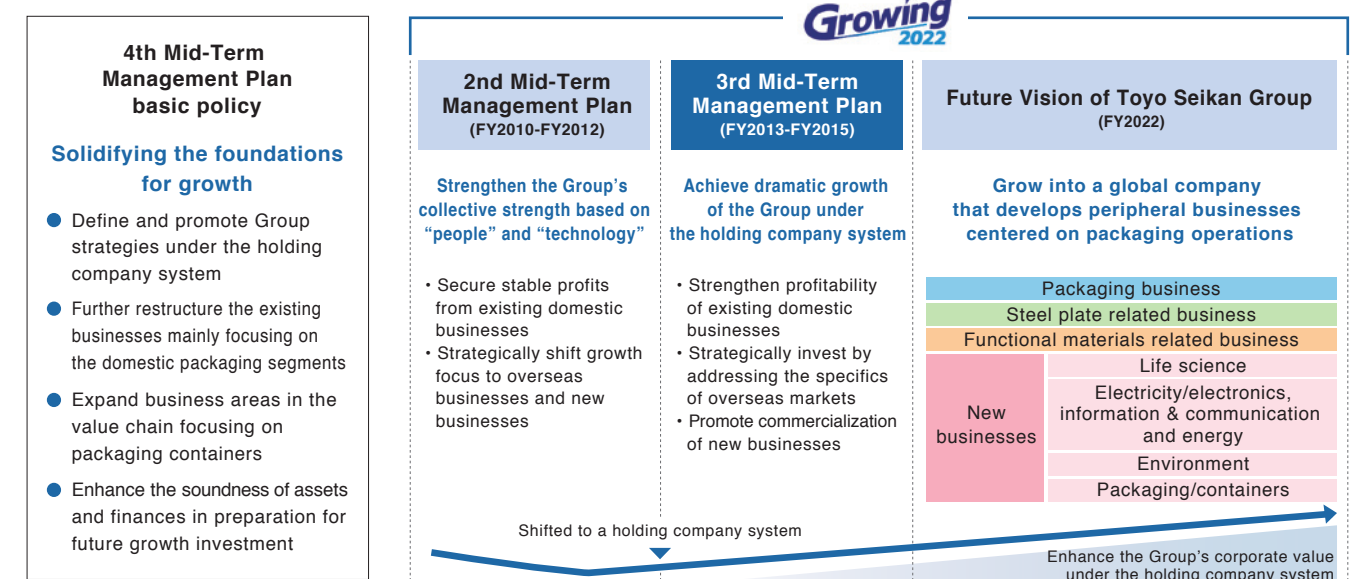 4th Mid-Term
Management Plan
basic policy
Solidifying the foundations
for growth
● Define and promote Group
strategies under the holding
company system
● Further restructure the existing
businesses mainly focusing on
the domestic packaging segments
● Expand business areas in the
value chain focusing on
packaging containers
● Enhance the soundness of assets
and finances in preparation for
future growth investment
Growing
2022
2nd Mid-Term
Management Plan
(FY2010-FY2012)
Strengthen the Group's
collective strength based on
“people” and “technology”
・Secure stable profits
from existing domestic
businesses
・Strategically shift growth
focus to overseas
businesses and new
businesses
3rd Mid-Term
Management Plan
(FY2013-FY2015)
Achieve dramatic growth
of the Group under
the holding company system
・Strengthen profitability
of existing domestic
businesses
・Strategically invest by
addressing the specifics
of overseas markets
・Promote commercialization
of new businesses
Future Vision of Toyo Seikan Group
(FY2022)
Grow into a global company
that develops peripheral businesses
centered on packaging operations
Packaging business
Steel plate related business
Functional materials related business
New
businesses
Life science
Electricity/electronics,
information & communication
and energy
Environment
Packaging/containers
Shifted to a holding company system
Enhance the Group's corporate value
under the holding company system